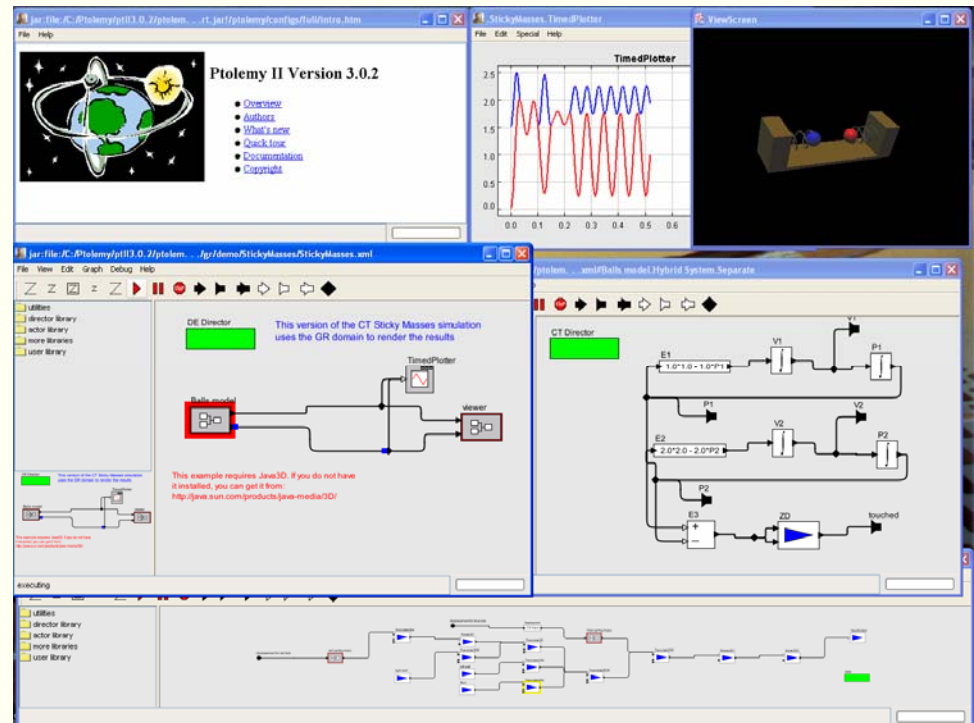 jar:file:/C:/Ptolemy/ptII3.0.2/ptolem. . .rt.jar!/ptolemy/configs/full/intro.htm
File Help
Ptolemy II Version 3.0.2
Overview
Authors
What's new
Quick tour
Documentation
Copyright
.StickyMasses.TimedPlotter
File Edit Special Help
TimedPlotter
2.5
2.0
1.5
1.0
0.5
0.0
0.0 0.1 0.2 0.3 0.4 0.5 0.6
ViewScreen
jar:file:/C:/Ptolemy/ptII3.0.2/ptolem. . ./gr/demo/StickyMasses/StickyMasses.xml
File View Edit Graph Debug Help
utilities
director library
actor library
more libraries
user library
DE Director
This version of the CT Sticky Masses simulation
uses the GR domain to render the results
TimedPlotter
Balls model
viewer
This example requires Java3D. If you do not have
it installed, you can get it from:
http://java.sun.com/products/java-media/3D/
executing
ptolem. . .xml#Balls model.Hybrid System.Separate
CT Director
V1
E1
1.0*1.0 - 1.0*P1
V1
P1
P1
V2
E2
2.0*2.0 - 2.0*P2
V2
P2
P2
E3
ZD
touched
utilities
director library
actor library
more libraries
user library